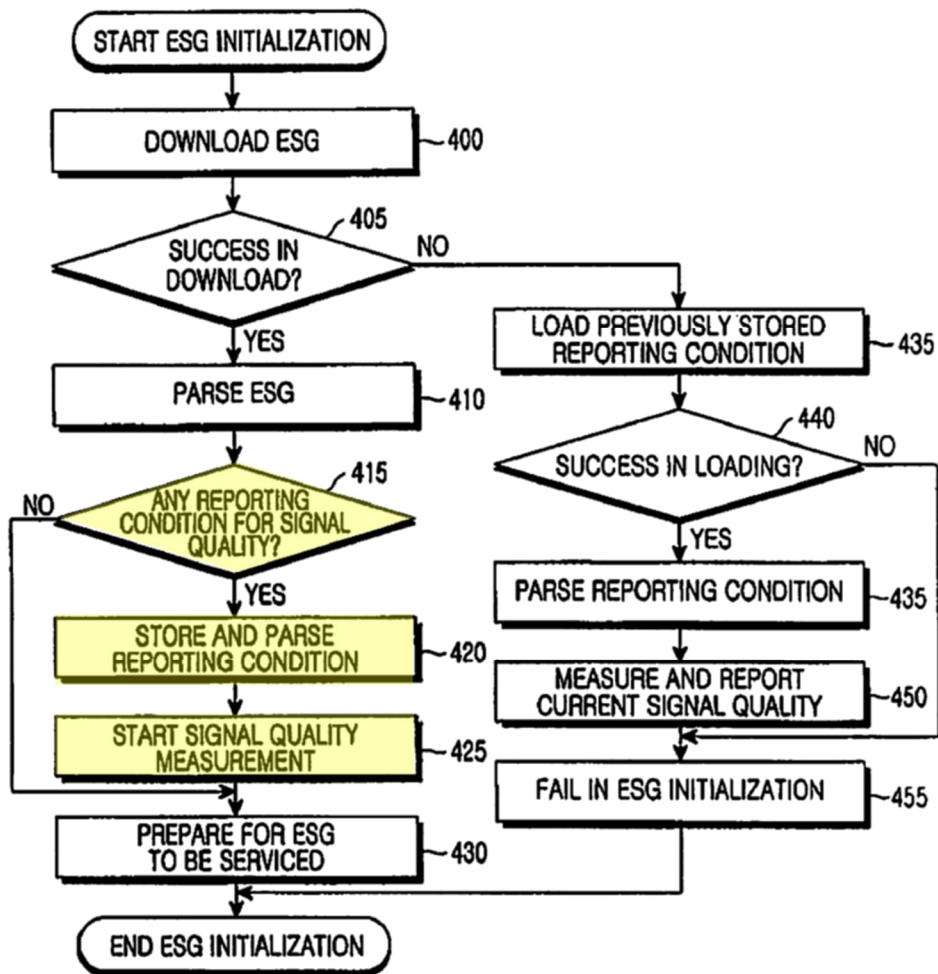 START ESG INITIALIZATION
DOWNLOAD ESG
400
405
SUCCESS IN
DOWNLOAD?
NO
YES
PARSE ESG
410
415
NO
ANY REPORTING
CONDITION FOR SIGNAL
QUALITY?
YES
STORE AND PARSE
REPORTING CONDITION
420
START SIGNAL QUALITY
MEASUREMENT
425
PREPARE FOR ESG
TO BE SERVICED
430
END ESG INITIALIZATION
LOAD PREVIOUSLY STORED
REPORTING CONDITION
435
440
SUCCESS IN LOADING?
NO
YES
PARSE REPORTING CONDITION
435
MEASURE AND REPORT
CURRENT SIGNAL QUALITY
450
FAIL IN ESG INITIALIZATION
455